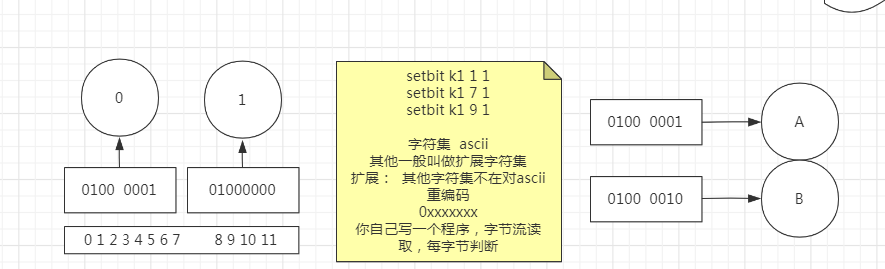 0
1
0100 0001
01000000
0 1 2 3 4 5 6 7
8 9 10 11
setbit k1 1 1
setbit k1 7 1
setbit k1 9 1
字符集 ascii
其他一般叫做扩展字符集
扩展： 其他字符集不在对ascii
重编码
0xxxxxxx
你自己写一个程序，字节流读
取，每字节判断
0100 0001
A
0100 0010
B